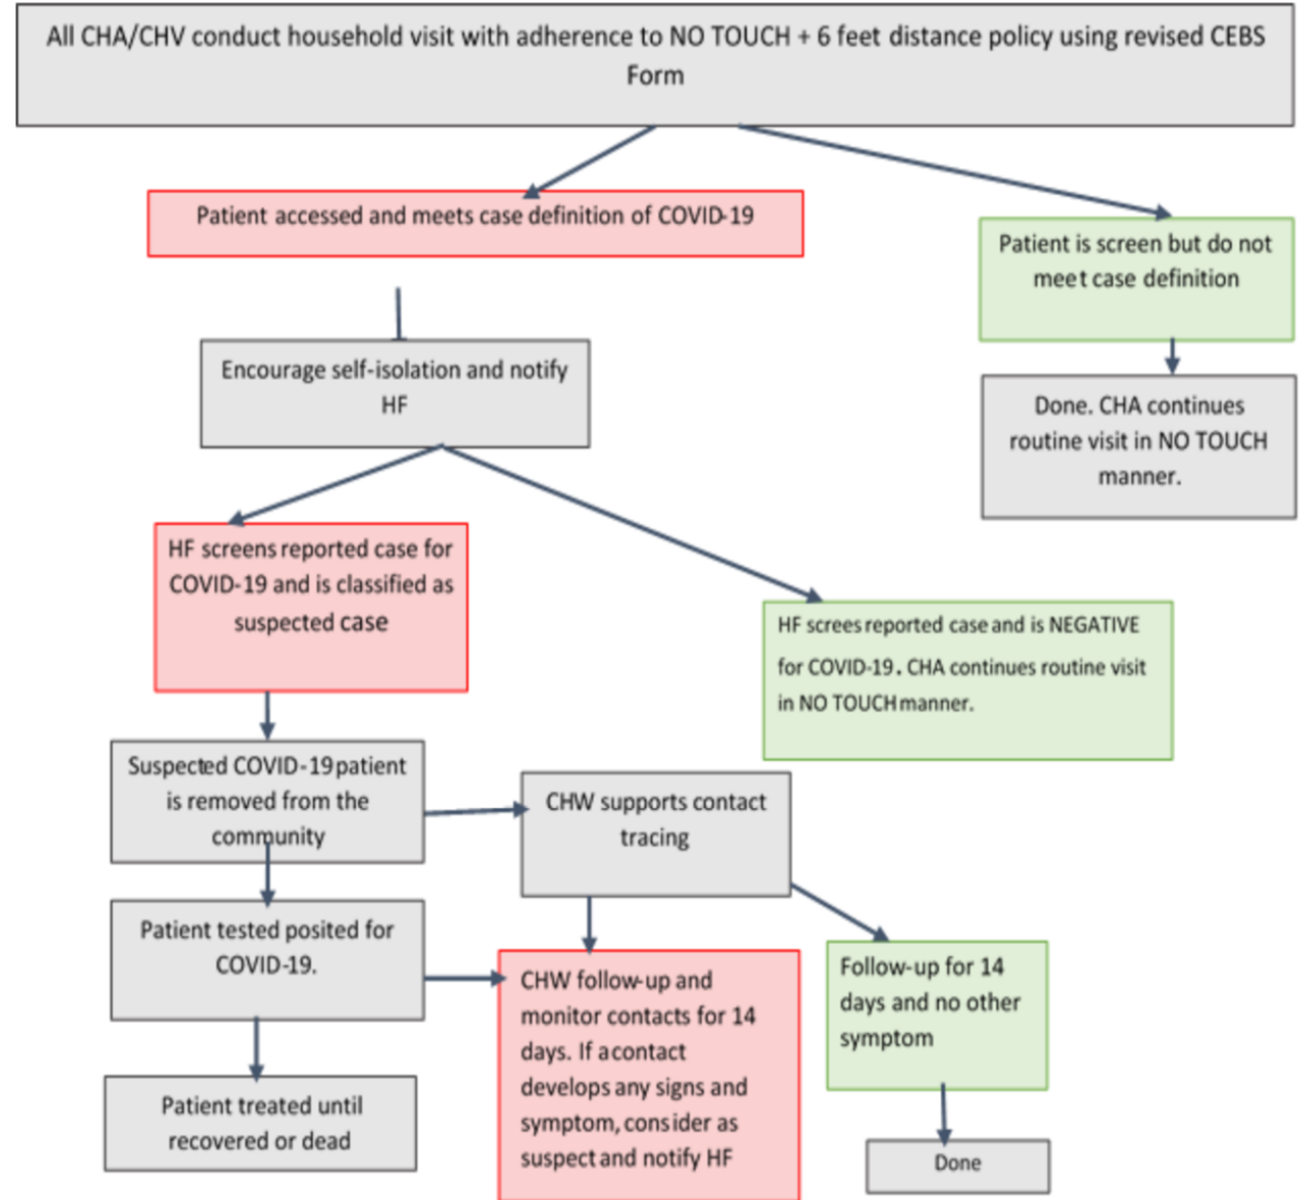 All CHA/CHV conduct household visit with adherence to NO TOUCH + 6 feet distance policy using revised CEBS
Form
Patient accessed and meets case definition of COVID-19
Patient is screen but do not
meet case definition
Encourage self-isolation and notify
HF
Done. CHA continues
routine visit in NO TOUCH
manner.
HF screens reported case for
COVID-19 and is classified as
suspected case
HF screes reported case and is NEGATIVE
for COVID-19. CHA continues routine visit
in NO TOUCH manner.
Suspected COVID-19 patient
is removed from the
community
CHW supports contact
tracing
Patient tested posited for
COVID-19.
CHW follow-up and
monitor contacts for 14
days. If a contact
develops any signs and
symptom, consider as
suspect and notify HF
Follow-up for 14
days and no other
symptom
Patient treated until
recovered or dead
Done